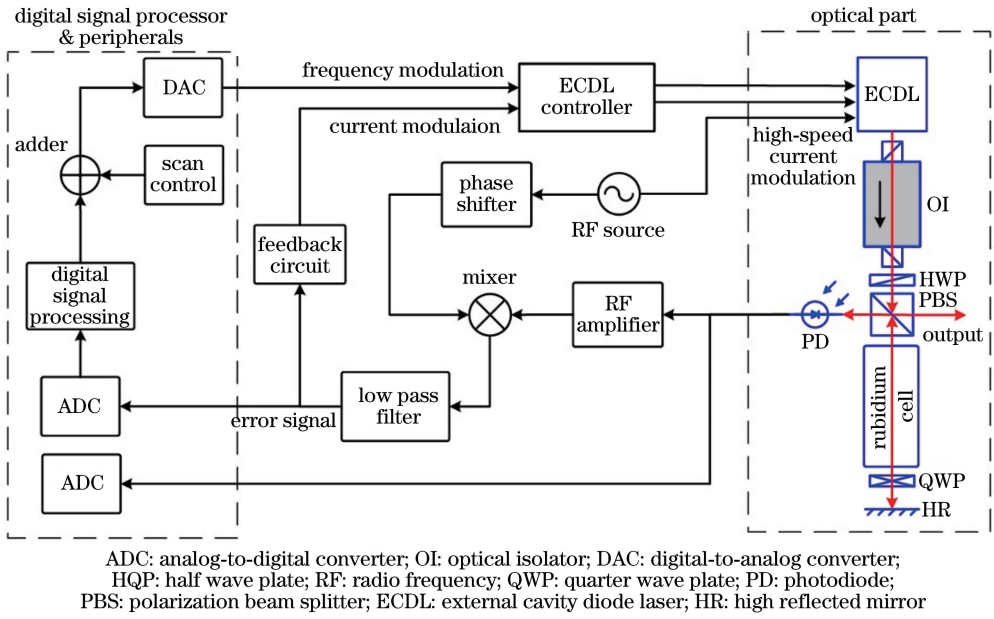 digital signal processor
& peripherals
optical part
DAC
frequency modulation
ECDL
controller
ECDL
current modulaion
adder
scan
control
high-speed
current
modulation
phase
shifter
RF source
OI
feedback
circuit
digital
signal
processing
mixer
HWP
RF
amplifier
PBS
PD
output
ADC
error signal
low pass
filter
rubidium
cell
ADC
QWP
HR
ADC: analog-to-digital converter; OI: optical isolator; DAC: digital-to-analog converter;
HQP: half wave plate; RF: radio frequency; QWP: quarter wave plate; PD: photodiode;
PBS: polarization beam splitter; ECDL: external cavity diode laser; HR: high reflected mirror